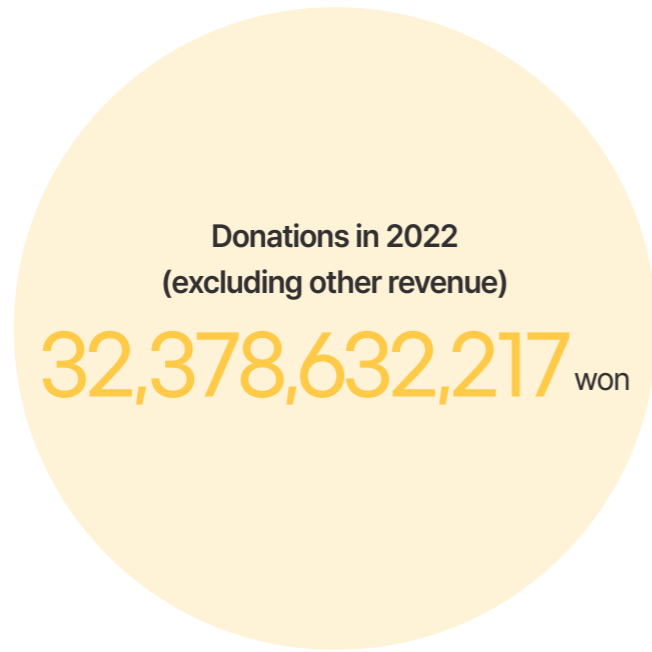 Donations in 2022
(excluding other revenue)
32,378,632,217 won